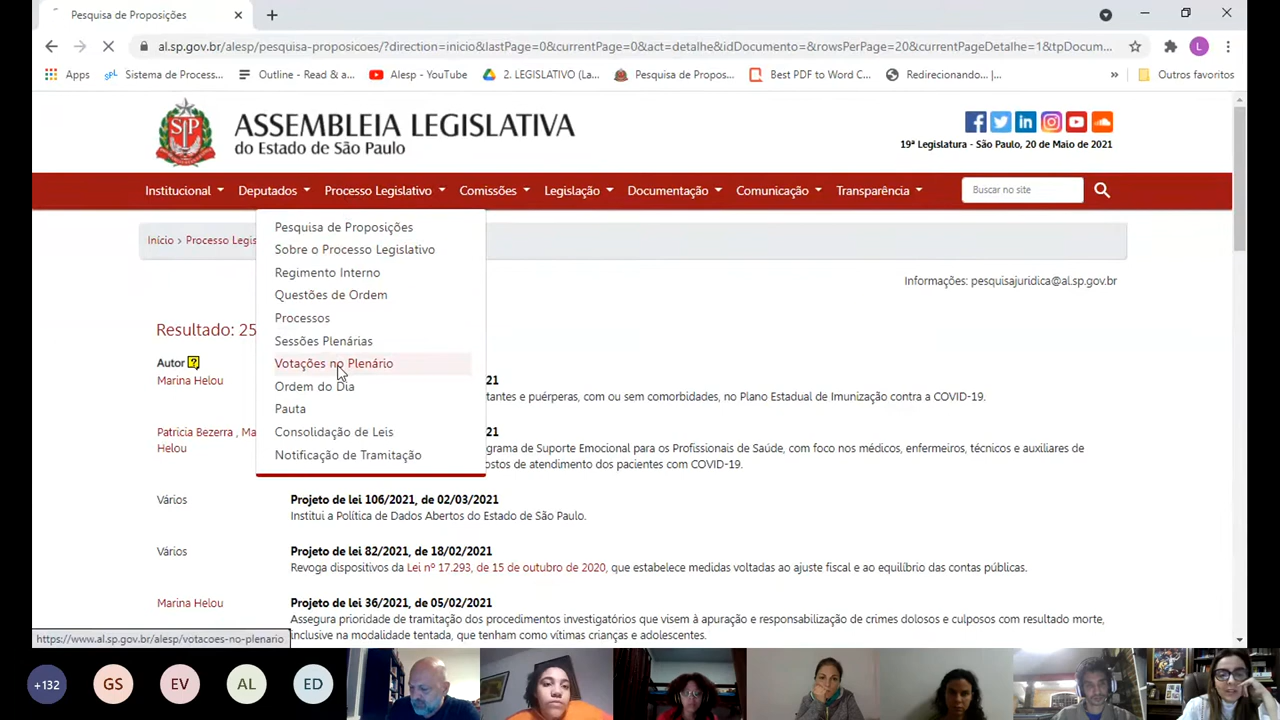 Pesquisa de Proposições
al.sp.gov.br/alesp/pesquisa-proposicoes/?direction=inicio&lastPage=0&currentPage=0&act=detalhe&idDocumento=&rowsPerPage=20&currentPageDetalhe=1&tpDocum...
L
Apps Sistema de Process... Outline - Read & a... Alesp - YouTube 2. LEGISLATIVO (La... Pesquisa de Propos... Best PDF to Word C... Redirecionando... |... » Outros favoritos
ASSEMBLEIA LEGISLATIVA
do Estado de São Paulo
19ª Legislatura - São Paulo, 20 de Maio de 2021
Institucional Deputados Processo Legislativo Comissões Legislação Documentação Comunicação Transparência Buscar no site
Início › Processo Legis
Pesquisa de Proposições
Sobre o Processo Legislativo
Regimento Interno
Questões de Ordem
Processos
Sessões Plenárias
Votações no Plenário
Ordem do Dia
Pauta
Consolidação de Leis
Notificação de Tramitação
Informações: pesquisajuridica@al.sp.gov.br
Resultado: 25
Autor ?
Marina Helou 21
tantes e puérperas, com ou sem comorbidades, no Plano Estadual de Imunização contra a COVID-19.
Patricia Bezerra , Ma 21
Helou grama de Suporte Emocional para os Profissionais de Saúde, com foco nos médicos, enfermeiros, técnicos e auxiliares de
ostos de atendimento dos pacientes com COVID-19.
Vários Projeto de lei 106/2021, de 02/03/2021
Institui a Política de Dados Abertos do Estado de São Paulo.
Vários Projeto de lei 82/2021, de 18/02/2021
Revoga dispositivos da Lei nº 17.293, de 15 de outubro de 2020, que estabelece medidas voltadas ao ajuste fiscal e ao equilíbrio das contas públicas.
Marina Helou Projeto de lei 36/2021, de 05/02/2021
Assegura prioridade de tramitação dos procedimentos investigatórios que visem à apuração e responsabilização de crimes dolosos e culposos com resultado morte,
inclusive na modalidade tentada, que tenham como vítimas crianças e adolescentes.
https://www.al.sp.gov.br/alesp/votacoes-no-plenario
+132 GS EV AL ED